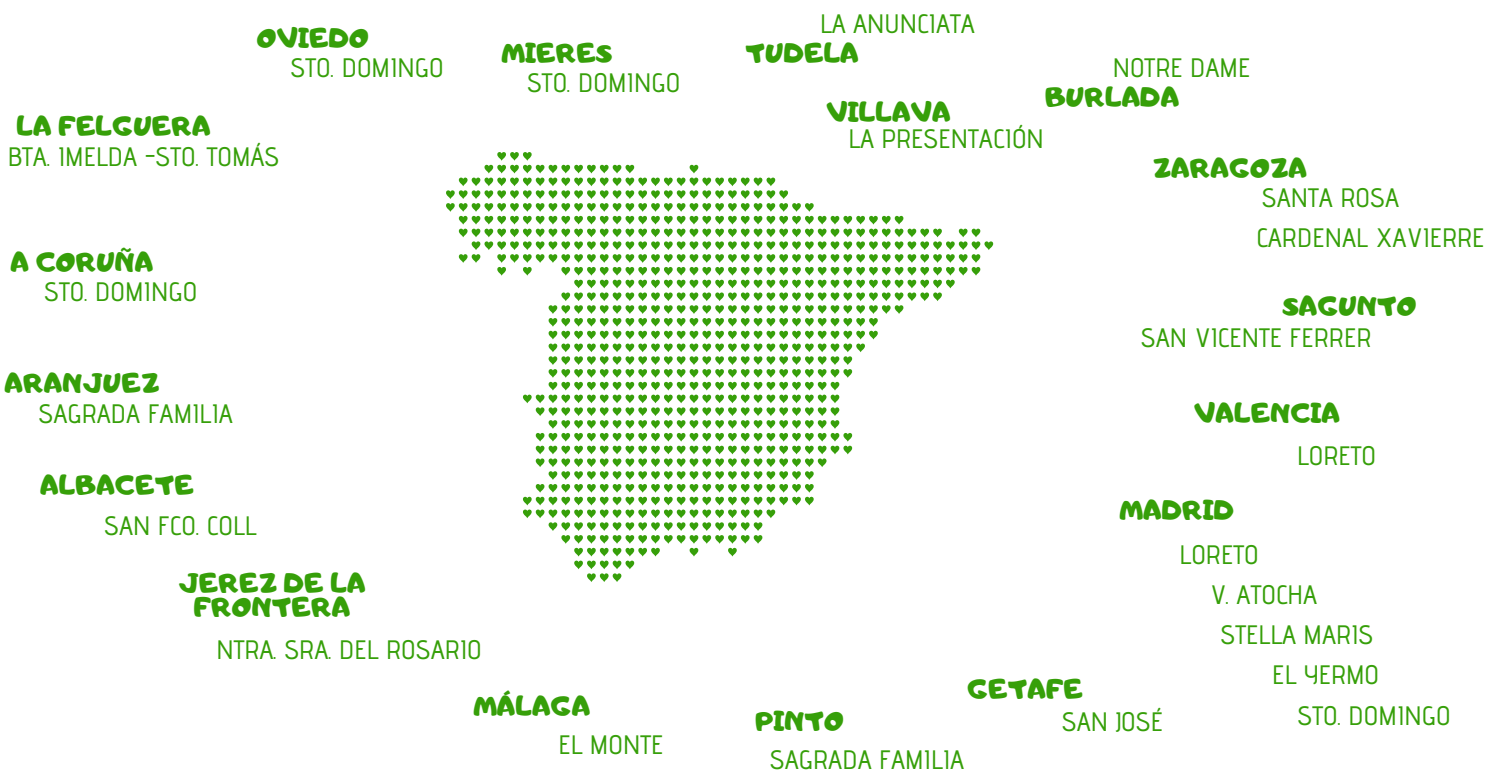 LA ANUNCIATA
TUDELA
OVIEDO
STO. DOMINGO
MIERES
STO. DOMINGO
NOTRE DAME
BURLADA
VILLAVA
LA PRESENTACIÓN
LA FELGUERA
BTA. IMELDA -STO. TOMÁS
ZARAGOZA
SANTA ROSA
CARDENAL XAVIERRE
A CORUÑA
STO. DOMINGO
SAGUNTO
SAN VICENTE FERRER
ARANJUEZ
SAGRADA FAMILIA
VALENCIA
LORETO
ALBACETE
SAN FCO. COLL
MADRID
LORETO
V. ATOCHA
STELLA MARIS
EL YERMO
STO. DOMINGO
JEREZ DE LA
FRONTERA
NTRA. SRA. DEL ROSARIO
GETAFE
SAN JOSÉ
MÁLAGA
EL MONTE
PINTO
SAGRADA FAMILIA